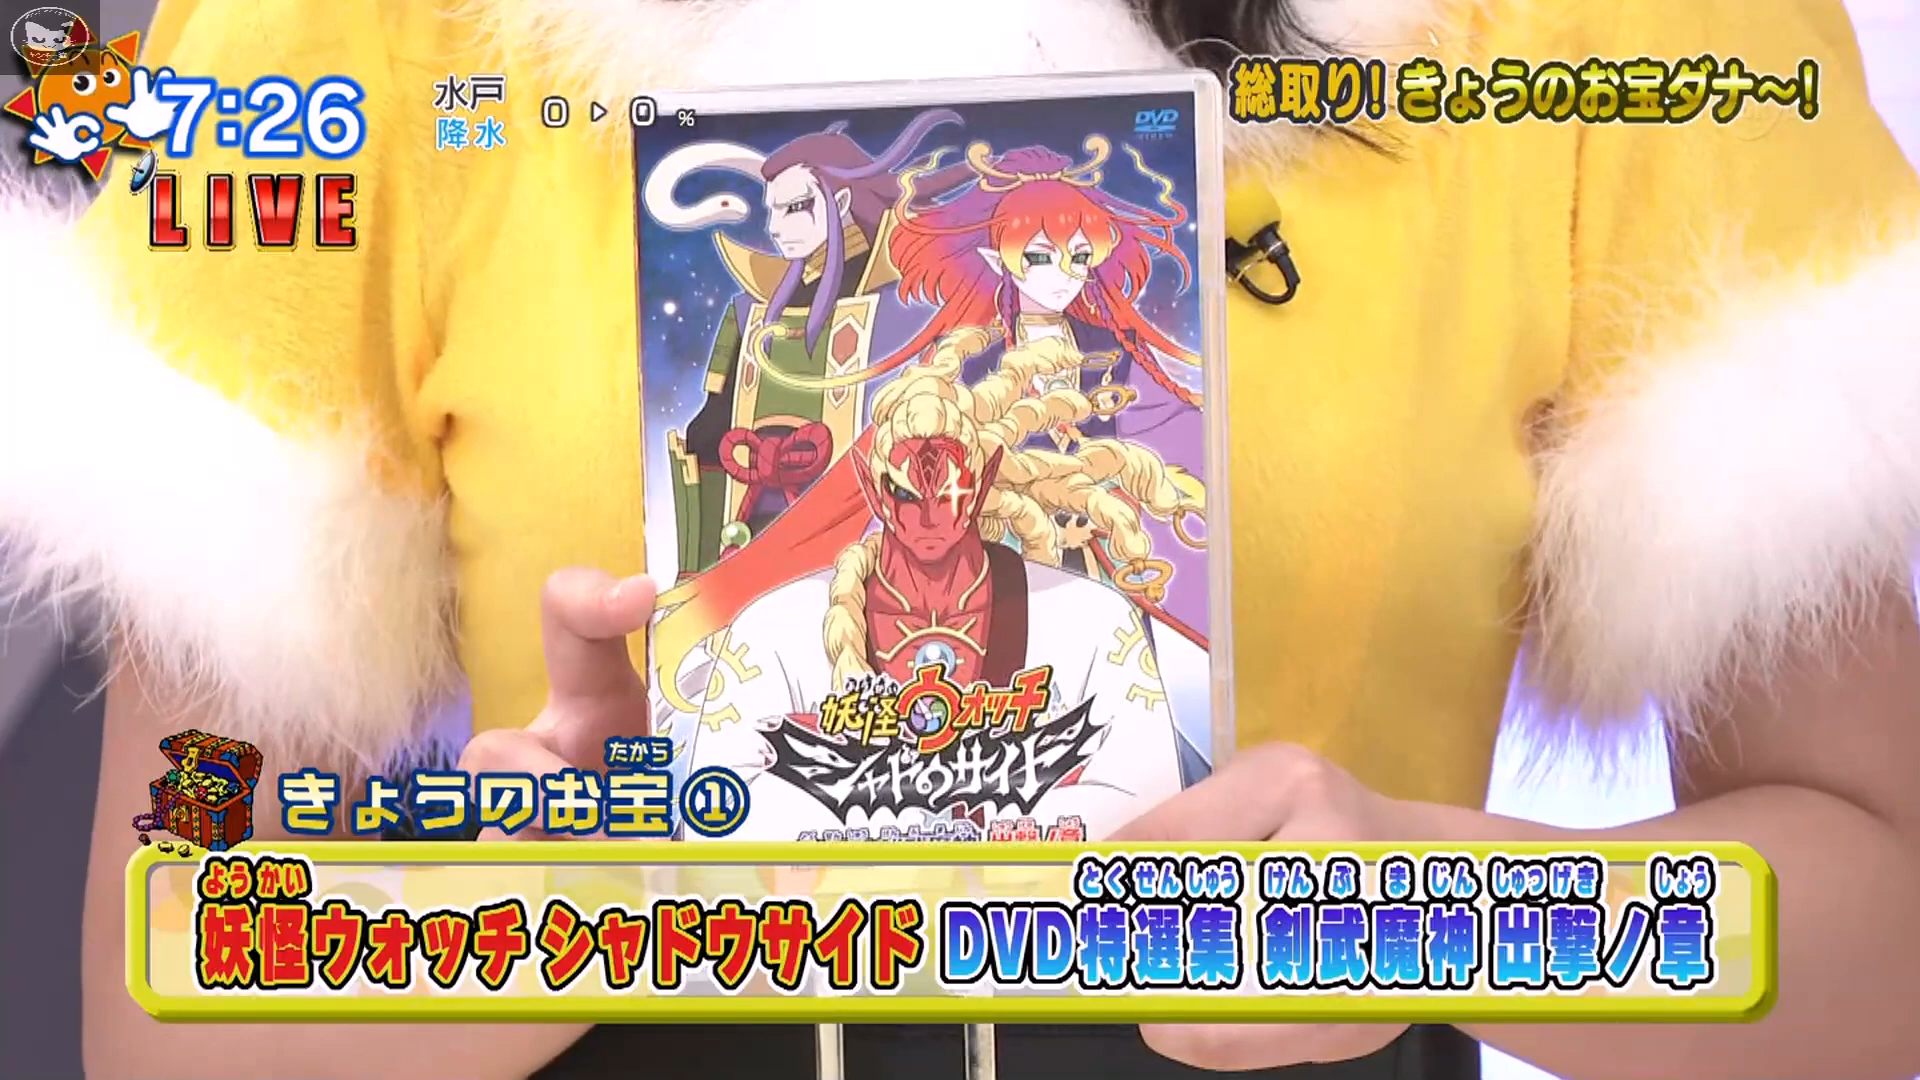 7:26
LIVE
水戸
降水
0 ▶ 0 %
総取り!きょうのお宝ダナ〜!
DVD
VIDEO
妖怪ウォッチ
シャドウサイド
たから
きょうのお宝①
ようかい とくせんしゅう けんぶまじん しゅつげき しょう
妖怪ウォッチ シャドウサイド DVD特選集 剣武魔神 出撃ノ章